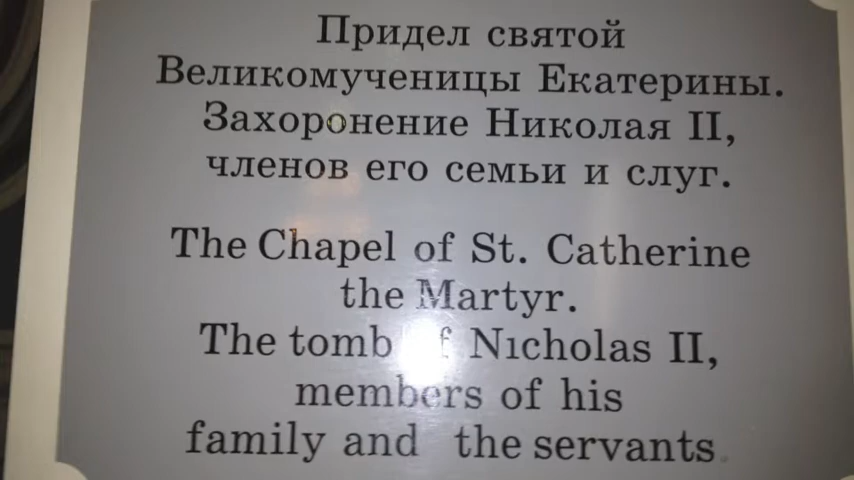 Придел святой
Великомученицы Екатерины.
Захоронение Николая II,
членов его семьи и слуг.
The Chapel of St. Catherine
the Martyr.
The tomb f Nicholas II,
members of his
family and the servants.